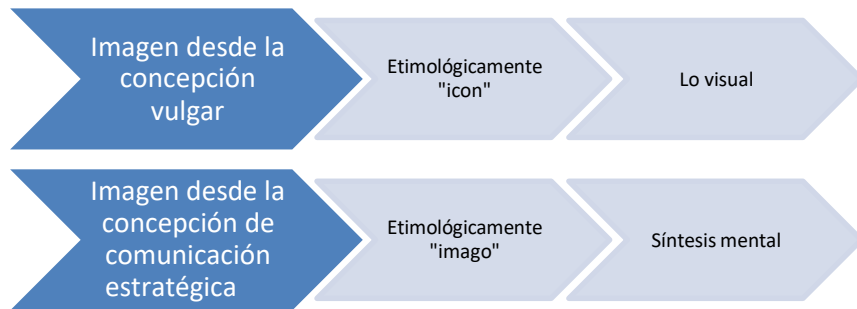 Imagen desde la
concepción
vulgar
Etimológicamente
"icon"
Lo visual
Imagen desde la
concepción de
comunicación
estratégica
Etimológicamente
"imago"
Síntesis mental